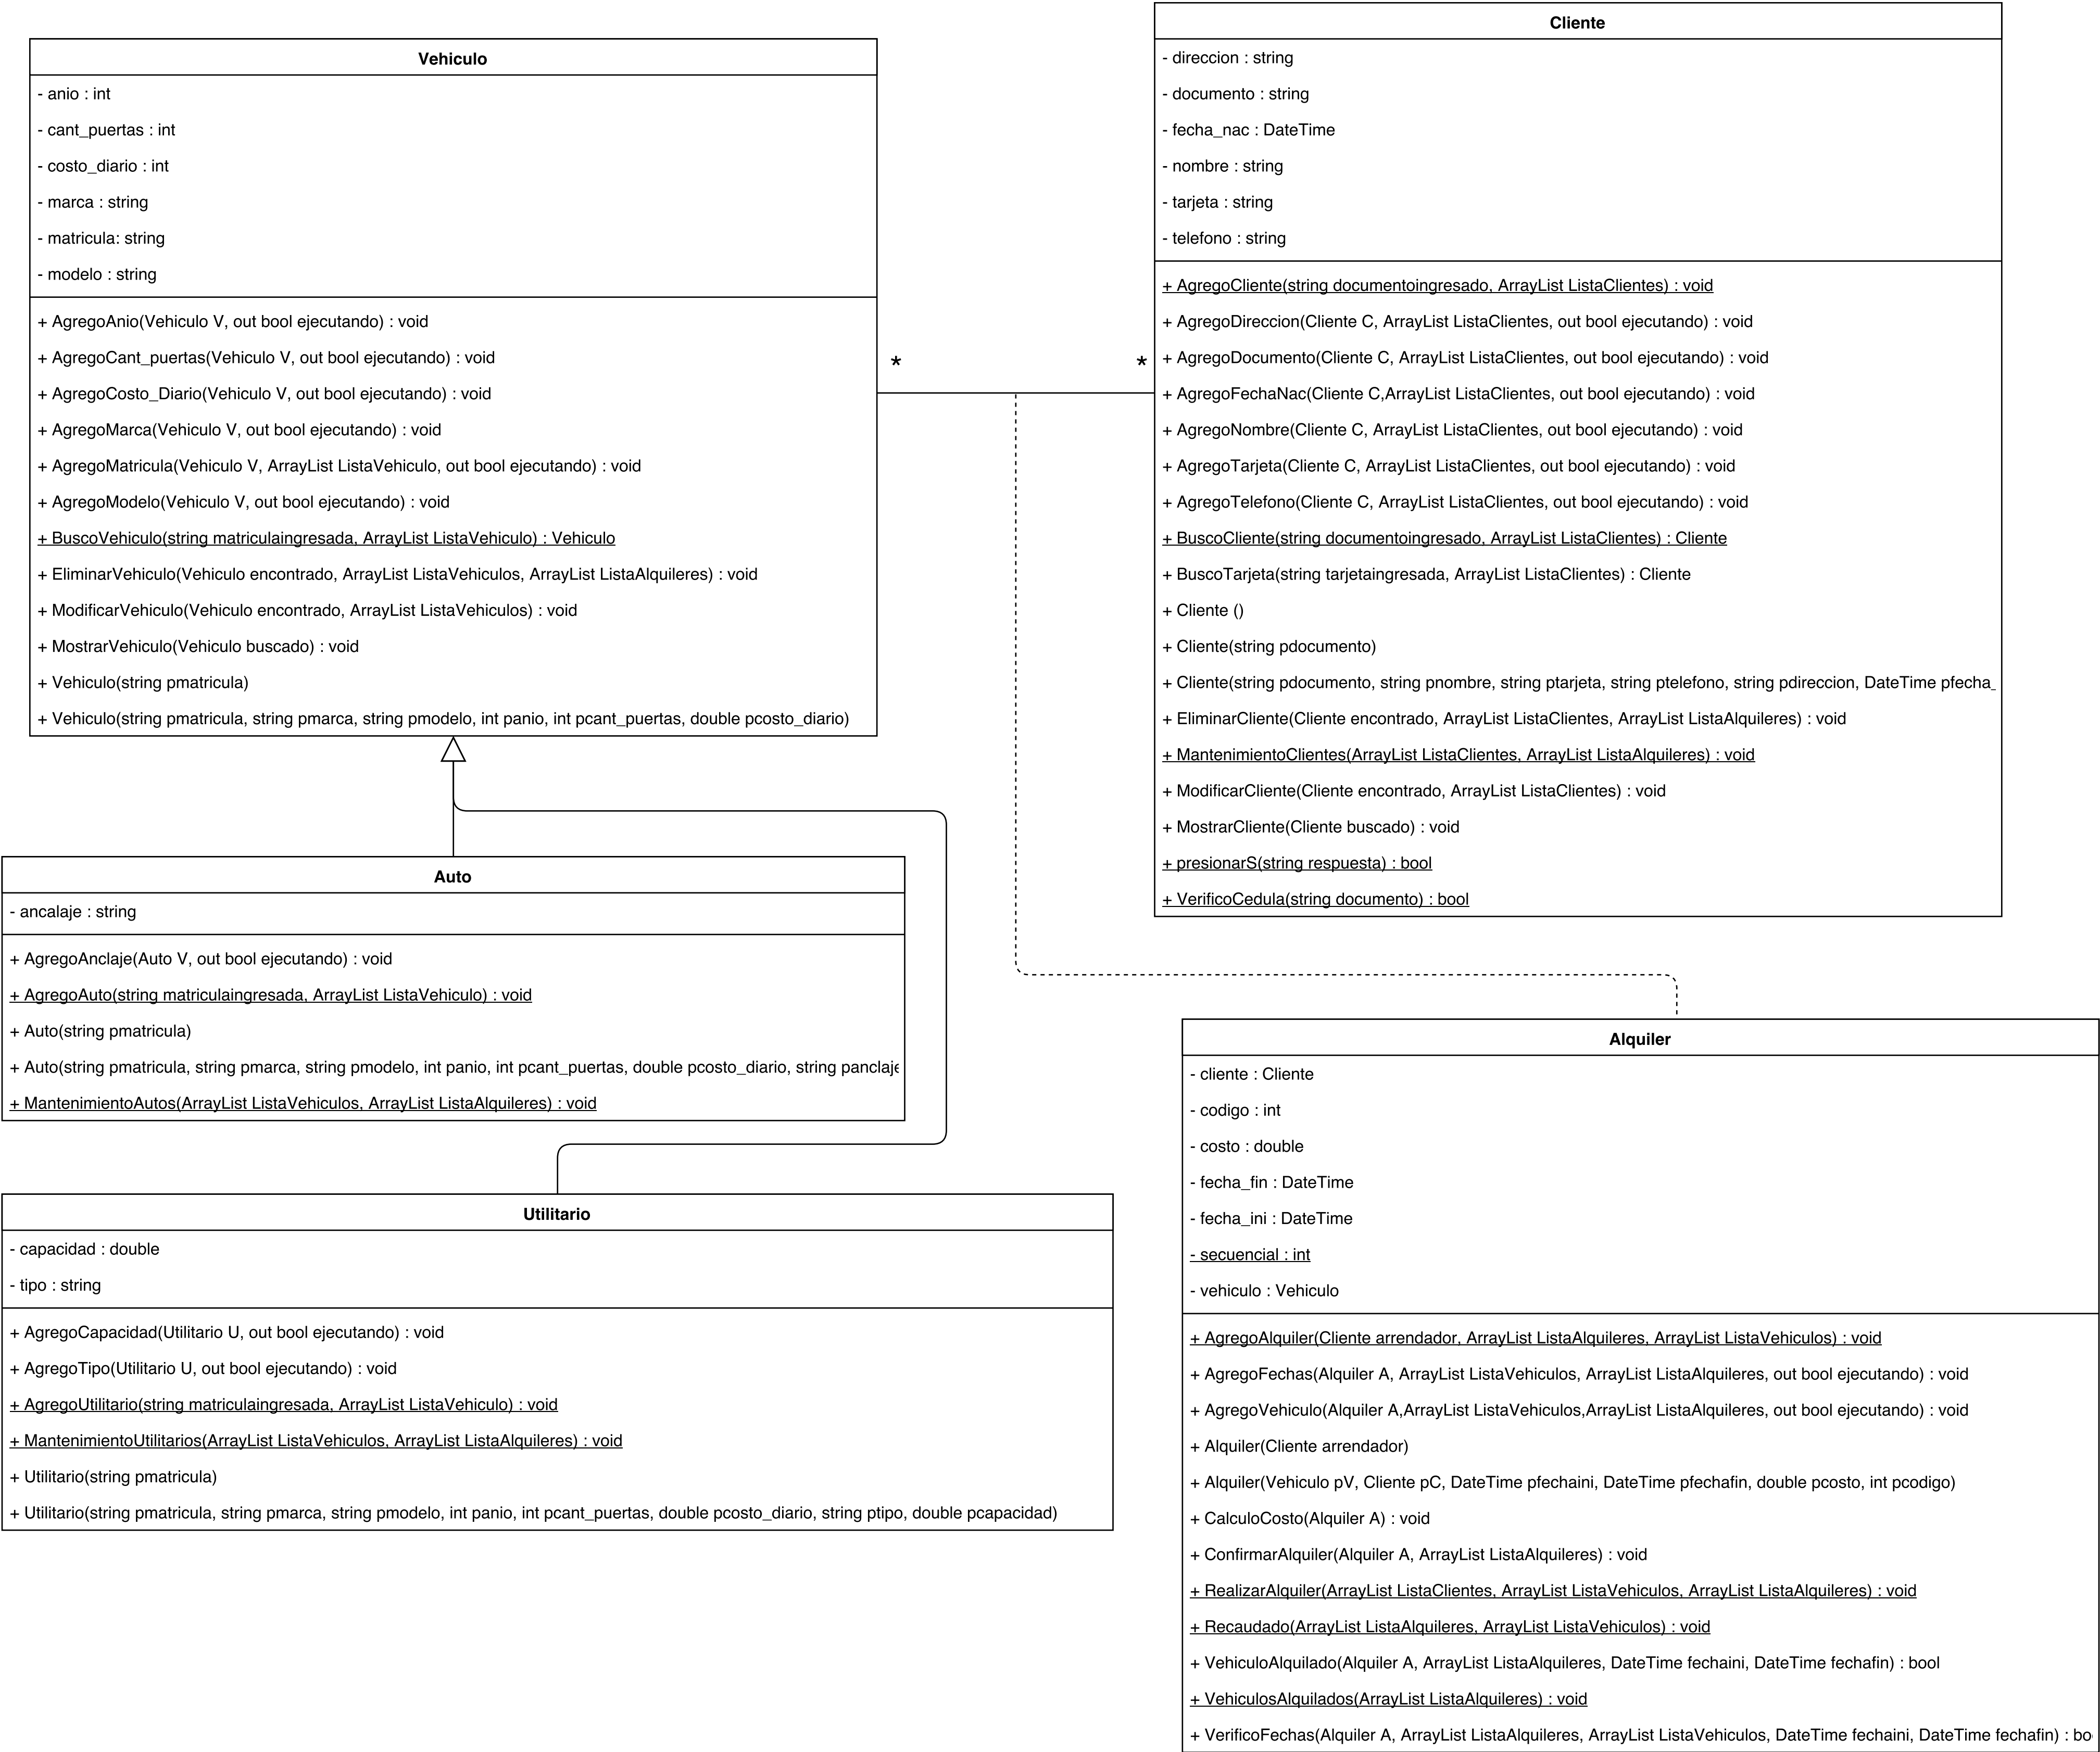 Vehiculo
- anio : int
- cant_puertas : int
- costo_diario : int
- marca : string
- matricula: string
- modelo : string
+ AgregoAnio(Vehiculo V, out bool ejecutando) : void
+ AgregoCant_puertas(Vehiculo V, out bool ejecutando) : void
+ AgregoCosto_Diario(Vehiculo V, out bool ejecutando) : void
+ AgregoMarca(Vehiculo V, out bool ejecutando) : void
+ AgregoMatricula(Vehiculo V, ArrayList ListaVehiculo, out bool ejecutando) : void
+ AgregoModelo(Vehiculo V, out bool ejecutando) : void
+ BuscoVehiculo(string matriculaingresada, ArrayList ListaVehiculo) : Vehiculo
+ EliminarVehiculo(Vehiculo encontrado, ArrayList ListaVehiculos, ArrayList ListaAlquileres) : void
+ ModificarVehiculo(Vehiculo encontrado, ArrayList ListaVehiculos) : void
+ MostrarVehiculo(Vehiculo buscado) : void
+ Vehiculo(string pmatricula)
+ Vehiculo(string pmatricula, string pmarca, string pmodelo, int panio, int pcant_puertas, double pcosto_diario)
*
*
Cliente
- direccion : string
- documento : string
- fecha_nac : DateTime
- nombre : string
- tarjeta : string
- telefono : string
+ AgregoCliente(string documentoingresado, ArrayList ListaClientes) : void
+ AgregoDireccion(Cliente C, ArrayList ListaClientes, out bool ejecutando) : void
+ AgregoDocumento(Cliente C, ArrayList ListaClientes, out bool ejecutando) : void
+ AgregoFechaNac(Cliente C,ArrayList ListaClientes, out bool ejecutando) : void
+ AgregoNombre(Cliente C, ArrayList ListaClientes, out bool ejecutando) : void
+ AgregoTarjeta(Cliente C, ArrayList ListaClientes, out bool ejecutando) : void
+ AgregoTelefono(Cliente C, ArrayList ListaClientes, out bool ejecutando) : void
+ BuscoCliente(string documentoingresado, ArrayList ListaClientes) : Cliente
+ BuscoTarjeta(string tarjetaingresada, ArrayList ListaClientes) : Cliente
+ Cliente ()
+ Cliente(string pdocumento)
+ Cliente(string pdocumento, string pnombre, string ptarjeta, string ptelefono, string pdireccion, DateTime pfecha_
+ EliminarCliente(Cliente encontrado, ArrayList ListaClientes, ArrayList ListaAlquileres) : void
+ MantenimientoClientes(ArrayList ListaClientes, ArrayList ListaAlquileres) : void
+ ModificarCliente(Cliente encontrado, ArrayList ListaClientes) : void
+ MostrarCliente(Cliente buscado) : void
+ presionarS(string respuesta) : bool
+ VerificoCedula(string documento) : bool
Auto
- ancalaje : string
+ AgregoAnclaje(Auto V, out bool ejecutando) : void
+ AgregoAuto(string matriculaingresada, ArrayList ListaVehiculo) : void
+ Auto(string pmatricula)
+ Auto(string pmatricula, string pmarca, string pmodelo, int panio, int pcant_puertas, double pcosto_diario, string panclaje
+ MantenimientoAutos(ArrayList ListaVehiculos, ArrayList ListaAlquileres) : void
Utilitario
- capacidad : double
- tipo : string
+ AgregoCapacidad(Utilitario U, out bool ejecutando) : void
+ AgregoTipo(Utilitario U, out bool ejecutando) : void
+ AgregoUtilitario(string matriculaingresada, ArrayList ListaVehiculo) : void
+ MantenimientoUtilitarios(ArrayList ListaVehiculos, ArrayList ListaAlquileres) : void
+ Utilitario(string pmatricula)
+ Utilitario(string pmatricula, string pmarca, string pmodelo, int panio, int pcant_puertas, double pcosto_diario, string ptipo, double pcapacidad)
Alquiler
- cliente : Cliente
- codigo : int
- costo : double
- fecha_fin : DateTime
- fecha_ini : DateTime
- secuencial : int
- vehiculo : Vehiculo
+ AgregoAlquiler(Cliente arrendador, ArrayList ListaAlquileres, ArrayList ListaVehiculos) : void
+ AgregoFechas(Alquiler A, ArrayList ListaVehiculos, ArrayList ListaAlquileres, out bool ejecutando) : void
+ AgregoVehiculo(Alquiler A,ArrayList ListaVehiculos,ArrayList ListaAlquileres, out bool ejecutando) : void
+ Alquiler(Cliente arrendador)
+ Alquiler(Vehiculo pV, Cliente pC, DateTime pfechaini, DateTime pfechafin, double pcosto, int pcodigo)
+ CalculoCosto(Alquiler A) : void
+ ConfirmarAlquiler(Alquiler A, ArrayList ListaAlquileres) : void
+ RealizarAlquiler(ArrayList ListaClientes, ArrayList ListaVehiculos, ArrayList ListaAlquileres) : void
+ Recaudado(ArrayList ListaAlquileres, ArrayList ListaVehiculos) : void
+ VehiculoAlquilado(Alquiler A, ArrayList ListaAlquileres, DateTime fechaini, DateTime fechafin) : bool
+ VehiculosAlquilados(ArrayList ListaAlquileres) : void
+ VerificoFechas(Alquiler A, ArrayList ListaAlquileres, ArrayList ListaVehiculos, DateTime fechaini, DateTime fechafin) : bo